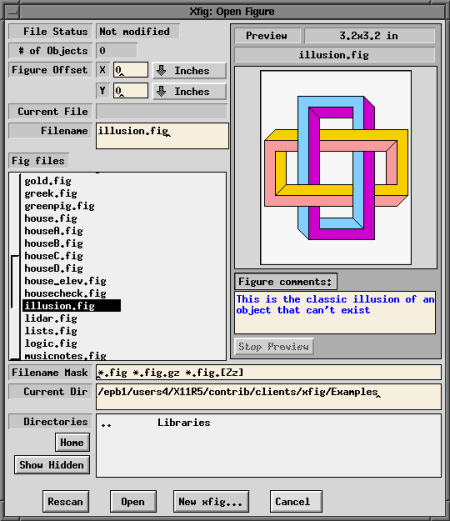 Xfig: Open Figure
File Status Not modified
# of Objects 0
Figure Offset X 0 Inches
Y 0 Inches
Current File
Filename illusion.fig
Fig files
gold.fig
greek.fig
greenpig.fig
house.fig
houseA.fig
houseB.fig
houseC.fig
houseD.fig
house_elev.fig
housecheck.fig
illusion.fig
lidar.fig
lists.fig
logic.fig
musicnotes.fig
Preview 3.2x3.2 in
illusion.fig
Figure comments:
This is the classic illusion of an
object that can't exist
Stop Preview
Filename Mask *.fig *.fig.gz *.fig.[Zz]
Current Dir /epb1/users4/X11R5/contrib/clients/xfig/Examples
Directories .. Libraries
Home
Show Hidden
Rescan Open New xfig... Cancel